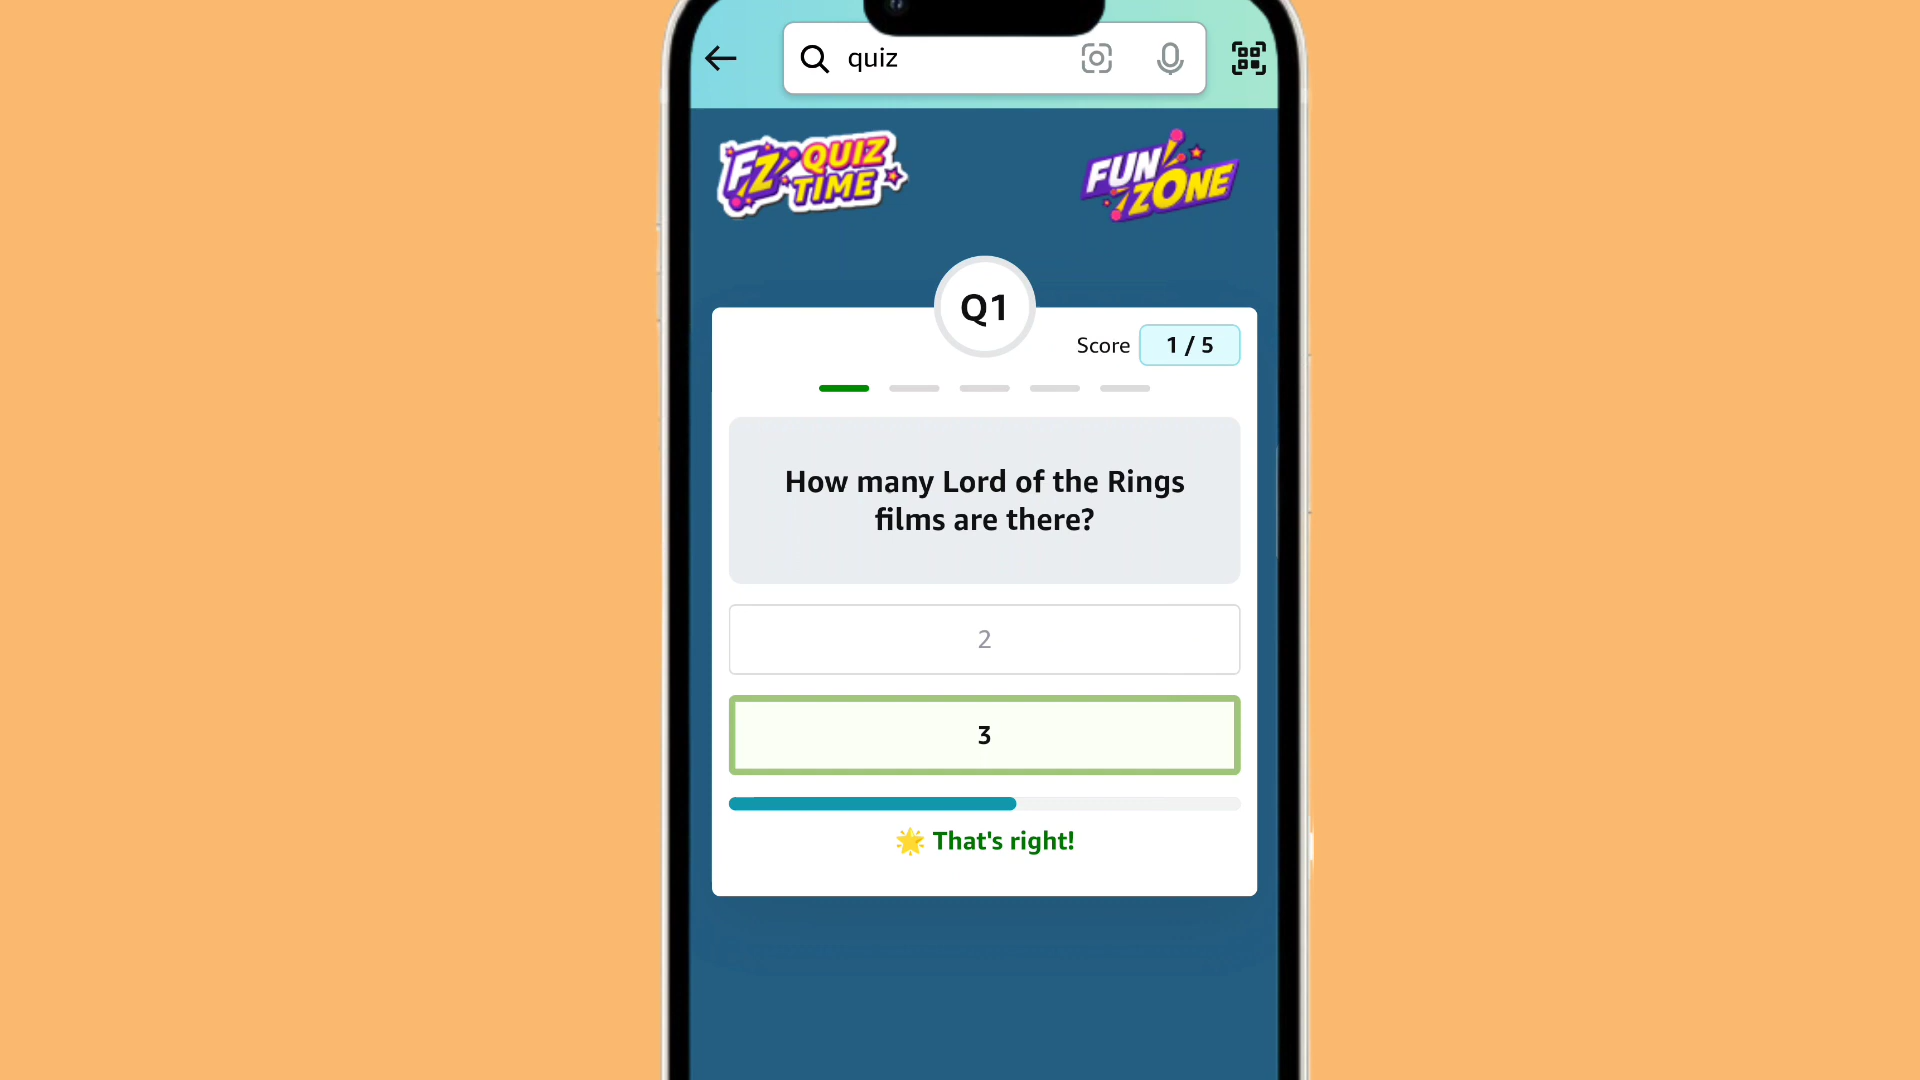 quiz
FZ QUIZ TIME
FUN ZONE
Q1
Score 1 / 5
How many Lord of the Rings
films are there?
2
3
🌟 That's right!